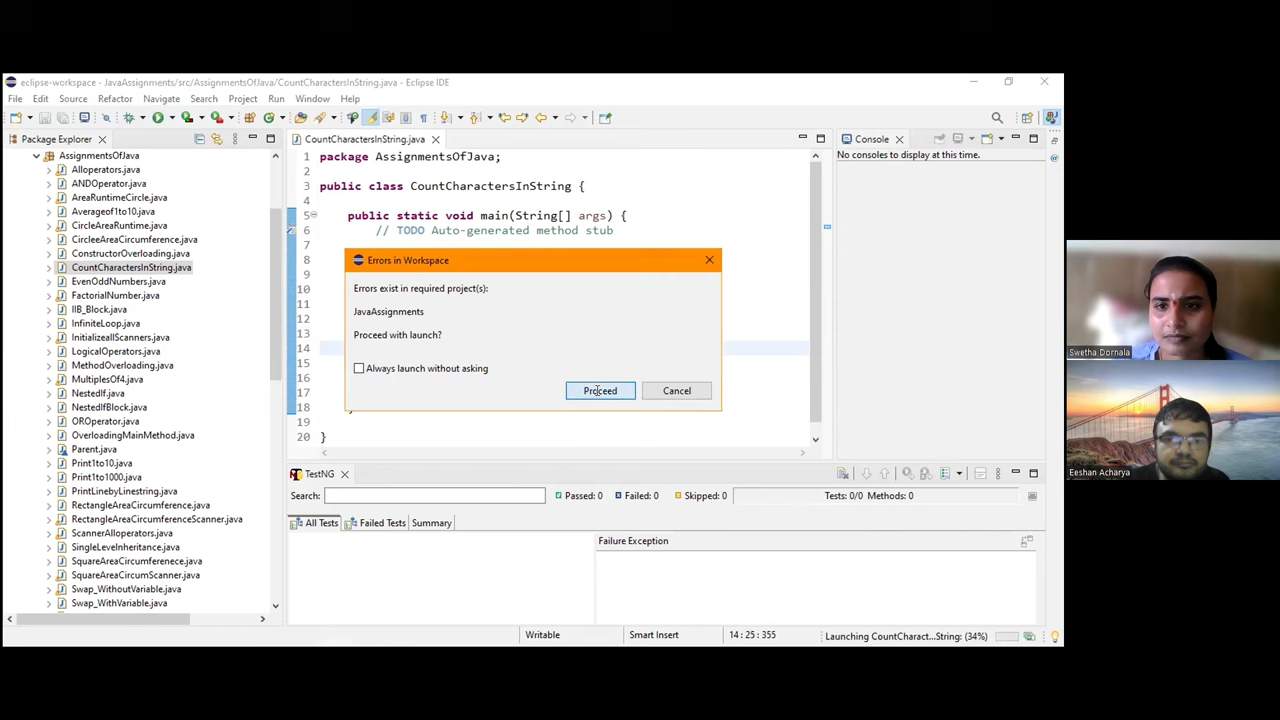 eclipse-workspace - JavaAssignments/src/AssignmentsOfJava/CountCharactersInString.java - Eclipse IDE
File Edit Source Refactor Navigate Search Project Run Window Help
Package Explorer
AssignmentsOfJava
Alloperators.java
ANDOperator.java
AreaRuntimeCircle.java
Averageof1to10.java
CircleAreaRuntime.java
CircleeAreaCircumference.java
ConstructorOverloading.java
CountCharactersInString.java
EvenOddNumbers.java
FactorialNumber.java
IIB_Block.java
InfiniteLoop.java
InitializeallScanners.java
LogicalOperators.java
MethodOverloading.java
MultiplesOf4.java
NestedIf.java
NestedIfBlock.java
OROperator.java
OverloadingMainMethod.java
Parent.java
Print1to10.java
Print1to1000.java
PrintLinebyLinestring.java
RectangleAreaCircumference.java
RectangleAreaCircumferenceScanner.java
ScannerAlloperators.java
SingleLevelInheritance.java
SquareAreaCircumferenece.java
SquareAreaCircumScanner.java
Swap_WithoutVariable.java
Swap_WithVariable.java
CountCharactersInString.java
1 package AssignmentsOfJava;
2
3 public class CountCharactersInString {
4
5 public static void main(String[] args) {
6 // TODO Auto-generated method stub
7
8
9
10
11
12
13
14
15
16
17
18 }
19
20 }
Errors in Workspace
Errors exist in required project(s):
JavaAssignments
Proceed with launch?
Always launch without asking
Proceed Cancel
Console
No consoles to display at this time.
TestNG
Search: Passed: 0 Failed: 0 Skipped: 0 Tests: 0/0 Methods: 0
All Tests Failed Tests Summary
Failure Exception
Writable Smart Insert 14 : 25 : 355 Launching CountCharact...String: (34%)
Swetha Dornala
Eeshan Acharya